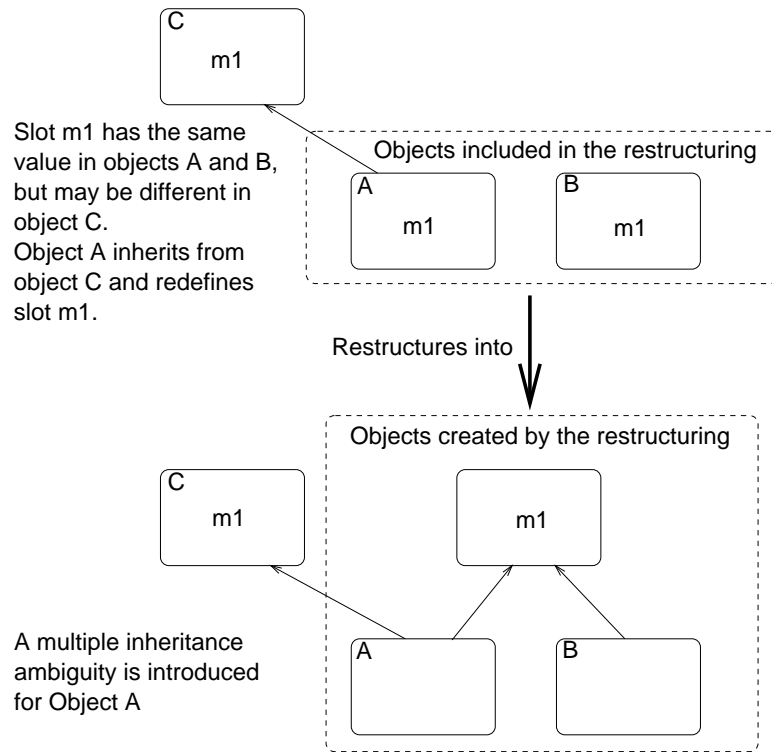 C
m1
Slot m1 has the same
value in objects A and B,
but may be different in
object C.
Object A inherits from
object C and redefines
slot m1.
Objects included in the restructuring
A
m1
B
m1
Restructures into
Objects created by the restructuring
C
m1
m1
A multiple inheritance
ambiguity is introduced
for Object A
A
B